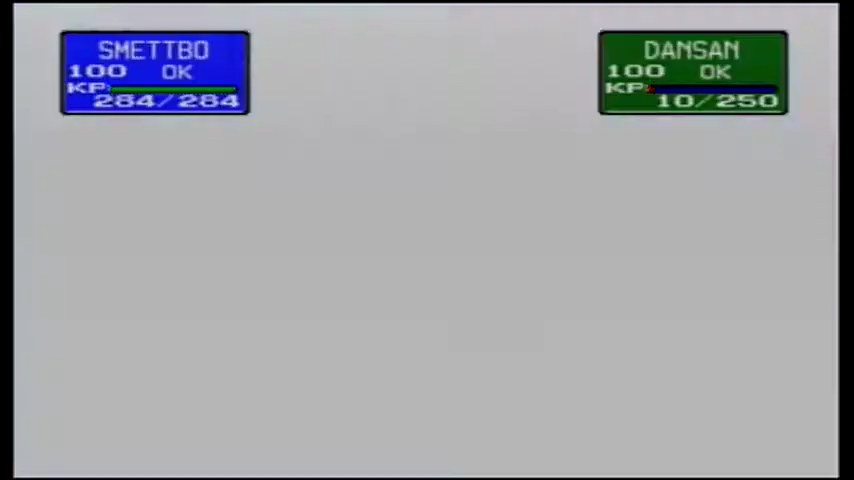 SMETTBO
100 OK
KP:
284/284
DANSAN
100 OK
KP:
10/250